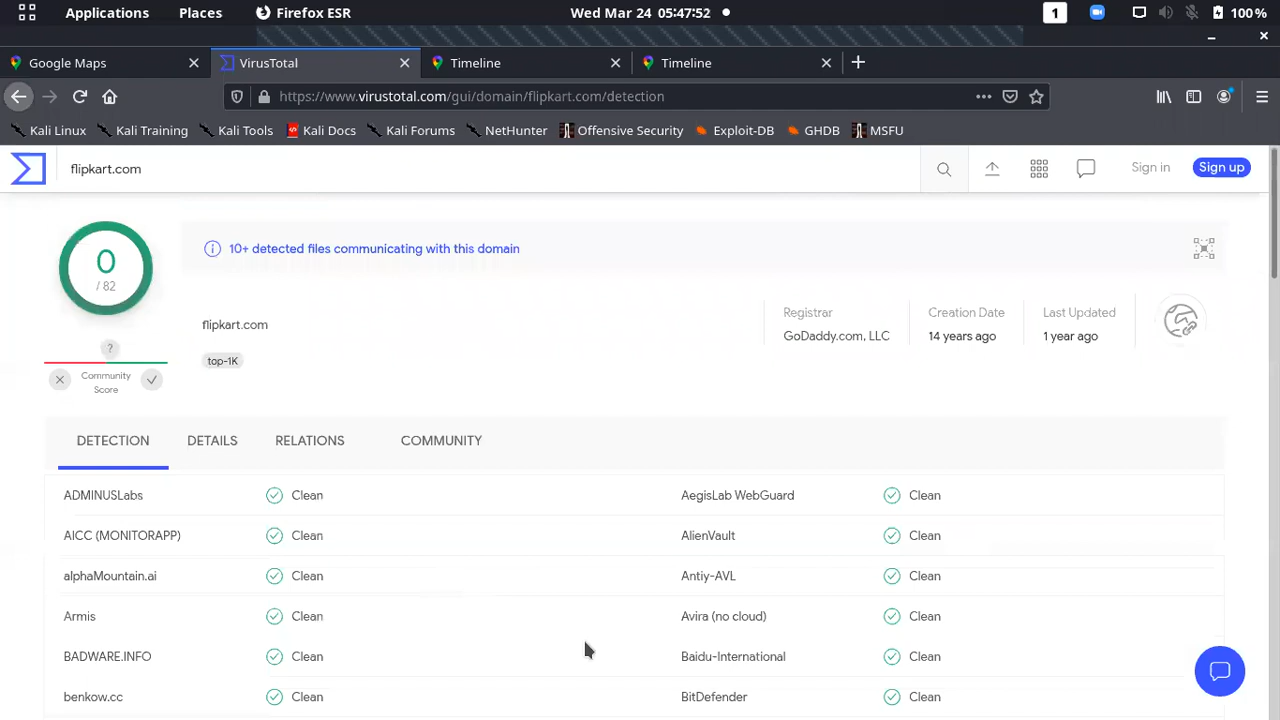 Applications Places Firefox ESR Wed Mar 24 05:47:52 1 100%
Google Maps VirusTotal Timeline Timeline
https://www.virustotal.com/gui/domain/flipkart.com/detection
Kali Linux Kali Training Kali Tools Kali Docs Kali Forums NetHunter Offensive Security Exploit-DB GHDB MSFU
flipkart.com Sign in Sign up
0
/ 82
10+ detected files communicating with this domain
flipkart.com
top-1K
Registrar
GoDaddy.com, LLC
Creation Date
14 years ago
Last Updated
1 year ago
?
Community
Score
DETECTION DETAILS RELATIONS COMMUNITY
ADMINUSLabs Clean AegisLab WebGuard Clean
AICC (MONITORAPP) Clean AlienVault Clean
alphaMountain.ai Clean Antiy-AVL Clean
Armis Clean Avira (no cloud) Clean
BADWARE.INFO Clean Baidu-International Clean
benkow.cc Clean BitDefender Clean